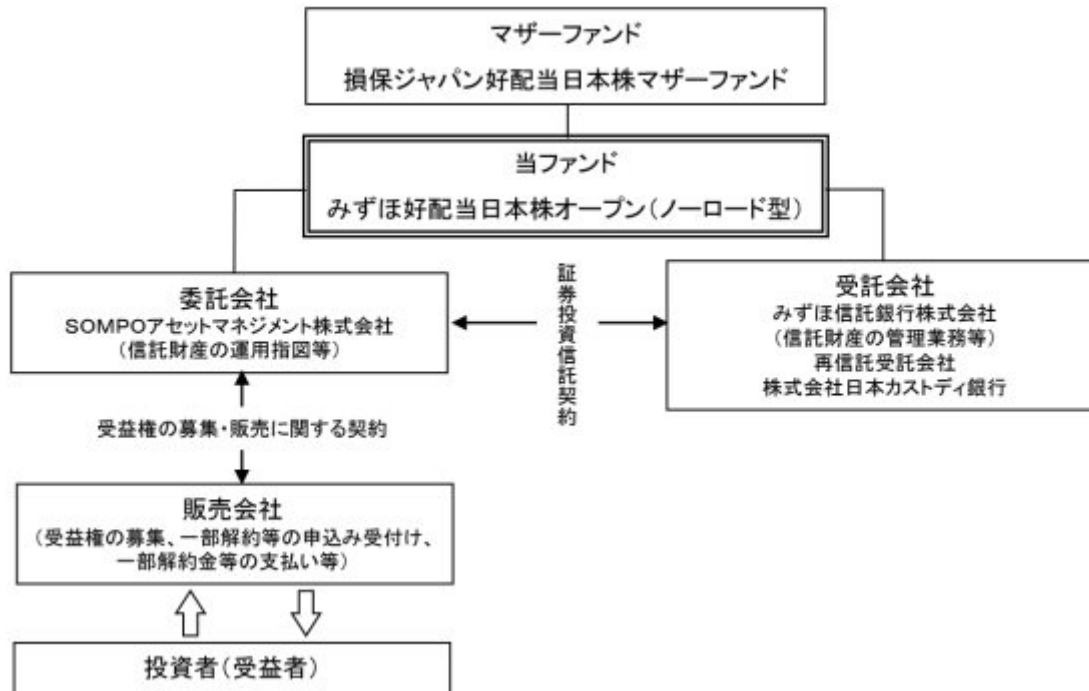 マザーファンド
損保ジャパン好配当日本株マザーファンド
当ファンド
みずほ好配当日本株オープン(ノーロード型)
委託会社
SOMPOアセットマネジメント株式会社
(信託財産の運用指図等)
証券投資信託契約
受託会社
みずほ信託銀行株式会社
(信託財産の管理業務等)
再信託受託会社
株式会社日本カストディ銀行
受益権の募集・販売に関する契約
販売会社
(受益権の募集、一部解約等の申込み受付け、
一部解約金等の支払い等)
投資者(受益者)